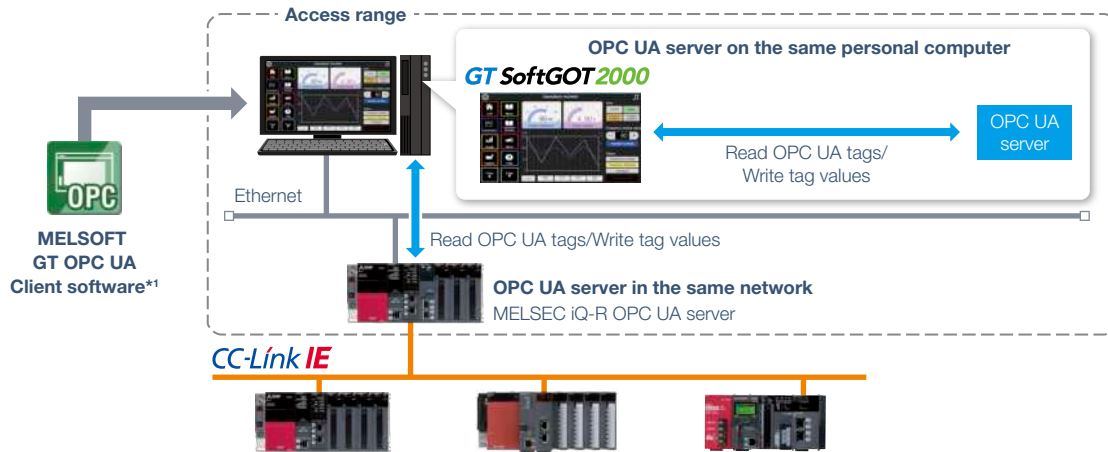 Access range
OPC UA server on the same personal computer
GT SoftGOT 2000
OPC UA
server
Read OPC UA tags/
Write tag values
OPC
Ethernet
MELSOFT
GT OPC UA
Client software*1
Read OPC UA tags/Write tag values
OPC UA server in the same network
MELSEC iQ-R OPC UA server
CC-Link IE